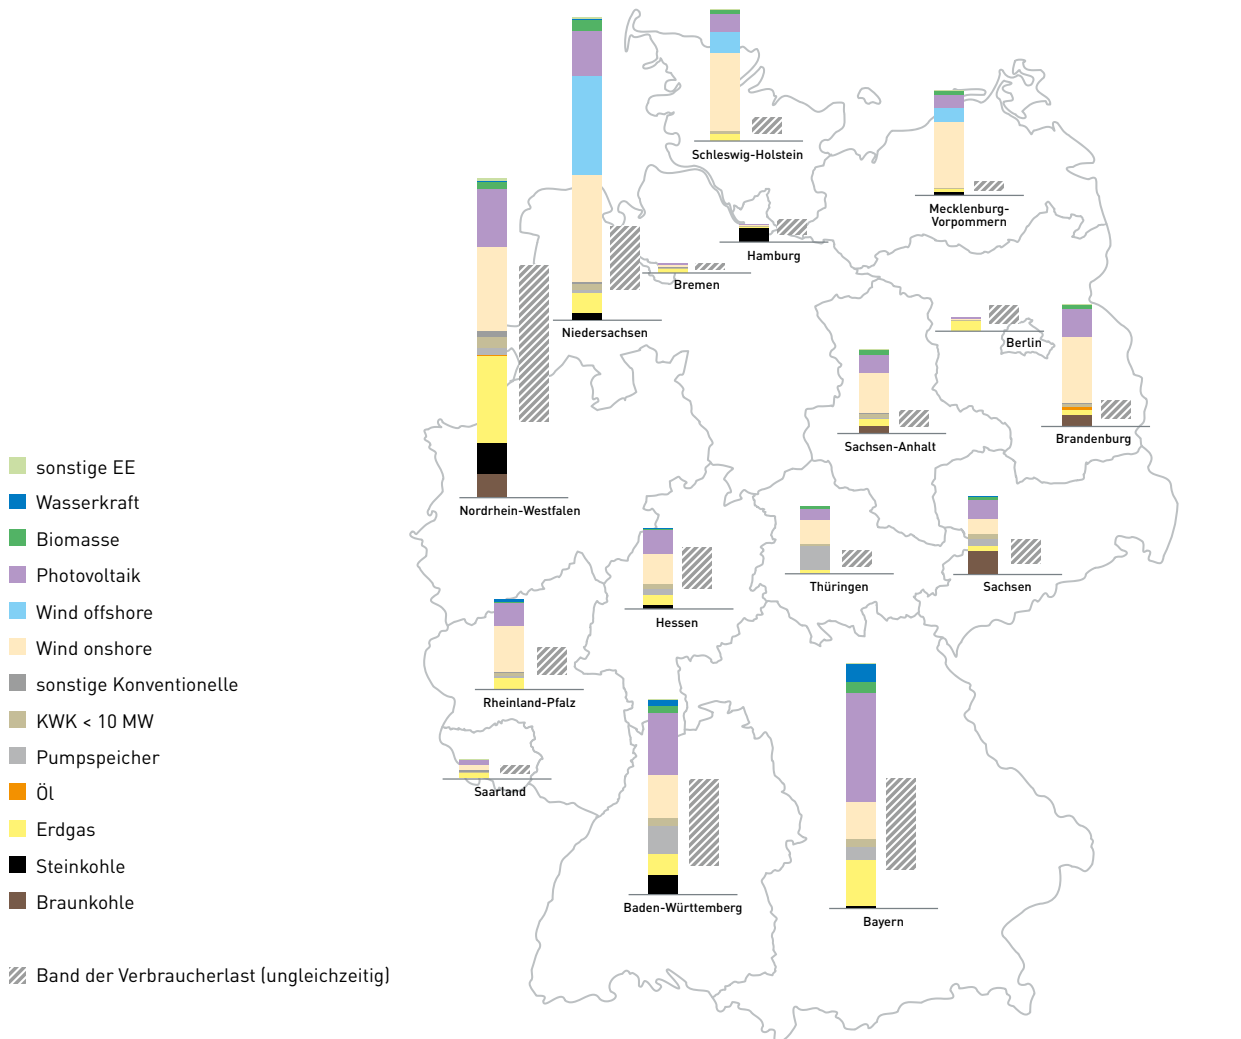 Schleswig-Holstein
Mecklenburg-
Vorpommern
Hamburg
Bremen
Niedersachsen
Berlin
Brandenburg
Sachsen-Anhalt
Nordrhein-Westfalen
Thüringen
Sachsen
Hessen
Rheinland-Pfalz
Saarland
Baden-Württemberg
Bayern
sonstige EE
Wasserkraft
Biomasse
Photovoltaik
Wind offshore
Wind onshore
sonstige Konventionelle
KWK < 10 MW
Pumpspeicher
Öl
Erdgas
Steinkohle
Braunkohle
Band der Verbraucherlast (ungleichzeitig)